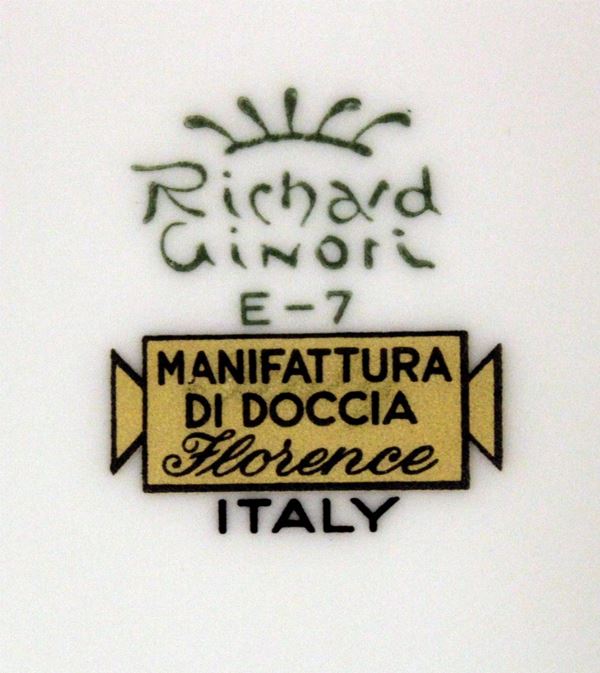 Richard
Ginori
E-7
MANIFATTURA
DI DOCCIA
Florence
ITALY